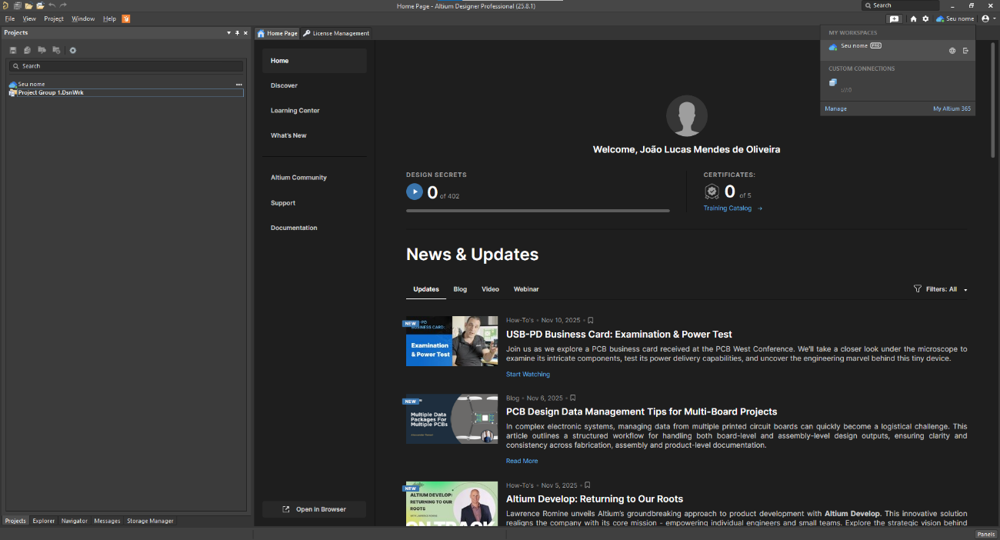 Home Page - Altium Designer Professional (25.8.1)
Search
File View Project Window Help
Seu nome
Projects
Home Page
License Management
MY WORKSPACES
Seu nome PRO
CUSTOM CONNECTIONS
://:0
Manage
My Altium 365
Search
Seu nome
Project Group 1.DsnWrk
Home
Discover
Learning Center
What's New
Altium Community
Support
Documentation
Open in Browser
Welcome, João Lucas Mendes de Oliveira
DESIGN SECRETS
0 of 402
CERTIFICATES:
0 of 5
Training Catalog →
News & Updates
Updates Blog Video Webinar
Filters: All
NEW
BUSINESS CARD:
Examination
& Power Test
How-To's • Nov 10, 2025 •
USB-PD Business Card: Examination & Power Test
Join us as we explore a PCB business card received at the PCB West Conference. We'll take a closer look under the microscope to
examine its intricate components, test its power delivery capabilities, and uncover the engineering marvel behind this tiny device.
Start Watching
NEW
Multiple Data
Packages For
Multiple PCBs
Blog • Nov 6, 2025 •
PCB Design Data Management Tips for Multi-Board Projects
In complex electronic systems, managing data from multiple printed circuit boards can quickly become a logistical challenge. This
article outlines a structured workflow for handling both board-level and assembly-level design outputs, ensuring clarity and
consistency across fabrication, assembly and product-level documentation.
Read More
NEW
ALTIUM DEVELOP:
RETURNING TO OUR
ROOTS
ON TRACK
How-To's • Nov 5, 2025 •
Altium Develop: Returning to Our Roots
Lawrence Romine unveils Altium's groundbreaking approach to product development with Altium Develop. This innovative solution
realigns the company with its core mission - empowering individual engineers and small teams. Explore the strategic vision behind
Projects Explorer Navigator Messages Storage Manager
Panels